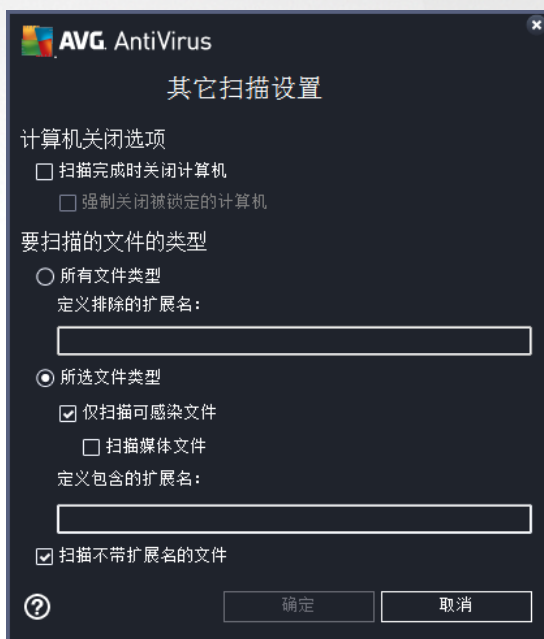 AVG. AntiVirus
其它扫描设置
计算机关闭选项
扫描完成时关闭计算机
强制关闭被锁定的计算机
要扫描的文件的类型
所有文件类型
定义排除的扩展名：
所选文件类型
仅扫描可感染文件
扫描媒体文件
定义包含的扩展名：
扫描不带扩展名的文件
确定
取消